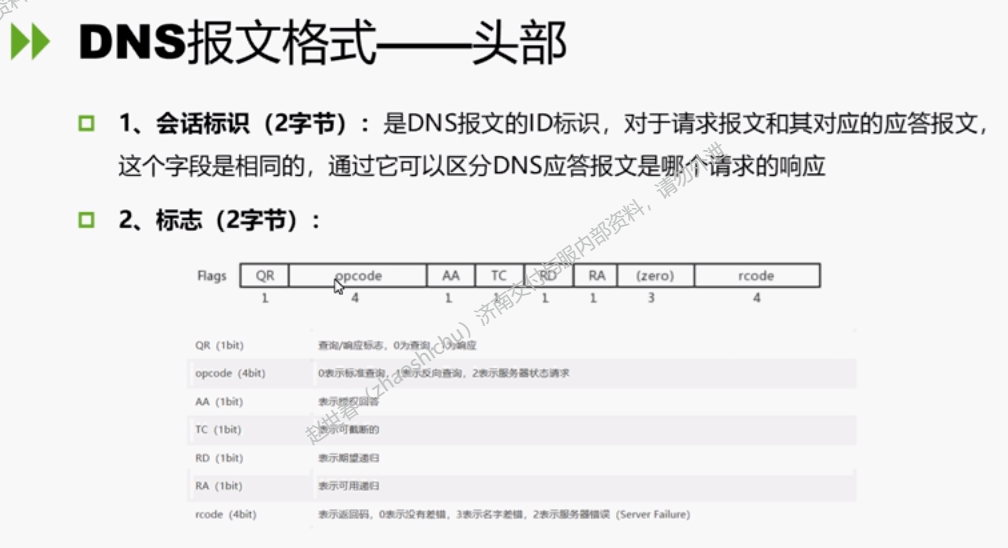 DNS报文格式——头部
1、会话标识（2字节）：是DNS报文的ID标识，对于请求报文和其对应的应答报文，
这个字段是相同的，通过它可以区分DNS应答报文是哪个请求的响应
2、标志（2字节）：
Flags QR opcode AA TC RD RA (zero) rcode
1 4 1 1 1 1 3 4
QR（1bit） 查询/响应标志，0为查询，1为响应
opcode（4bit） 0表示标准查询，1表示反向查询，2表示服务器状态请求
AA（1bit） 表示授权回答
TC（1bit） 表示可截断的
RD（1bit） 表示期望递归
RA（1bit） 表示可用递归
rcode（4bit） 表示返回码，0表示没有差错，3表示名字差错，2表示服务器错误（Server Failure）
赵世春（zhaoshichu）济南交付客服内部资料，请勿外泄